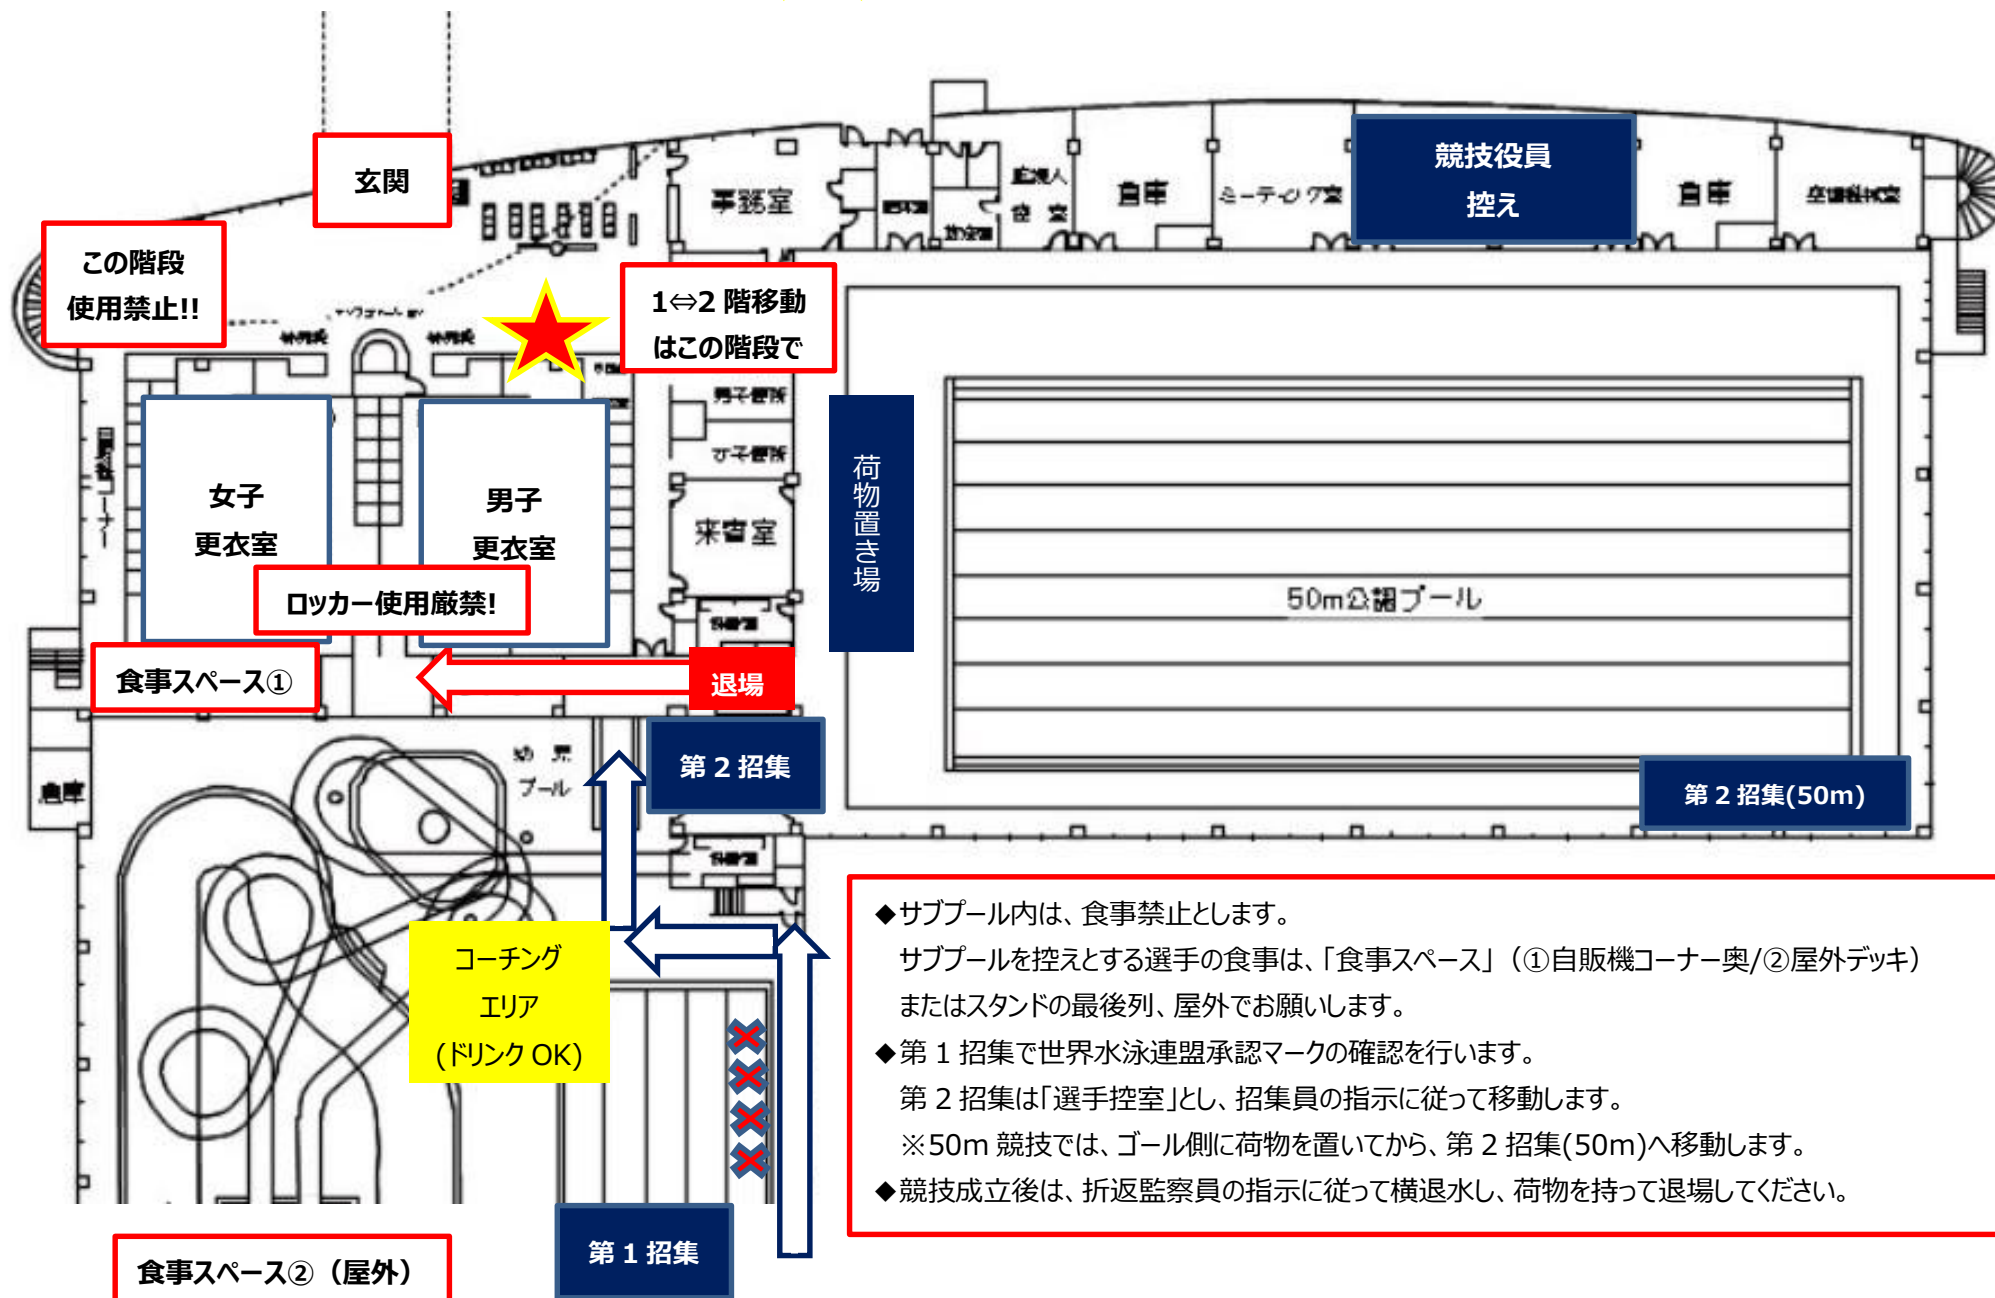 玄関
競技役員
控え
事務室
倉庫
ミーティング室
倉庫
この階段
使用禁止!!
1⇔2 階移動
はこの階段で
男子便所
女子
更衣室
男子
更衣室
ロッカー使用厳禁!
荷物置き場
50m公認プール
食事スペース①
退場
第 2 招集
第 2 招集(50m)
プール
倉庫
コーチング
エリア
(ドリンク OK)
第 1 招集
食事スペース② (屋外)
◆サブプール内は、食事禁止とします。
サブプールを控えとする選手の食事は、「食事スペース」 (①自販機コーナー奥/②屋外デッキ)
またはスタンドの最後列、屋外でお願いします。
◆第 1 招集で世界水泳連盟承認マークの確認を行います。
第 2 招集は「選手控室」とし、招集員の指示に従って移動します。
※50m 競技では、ゴール側に荷物を置いてから、第 2 招集(50m)へ移動します。
◆競技成立後は、折返監察員の指示に従って横退水し、荷物を持って退場してください。